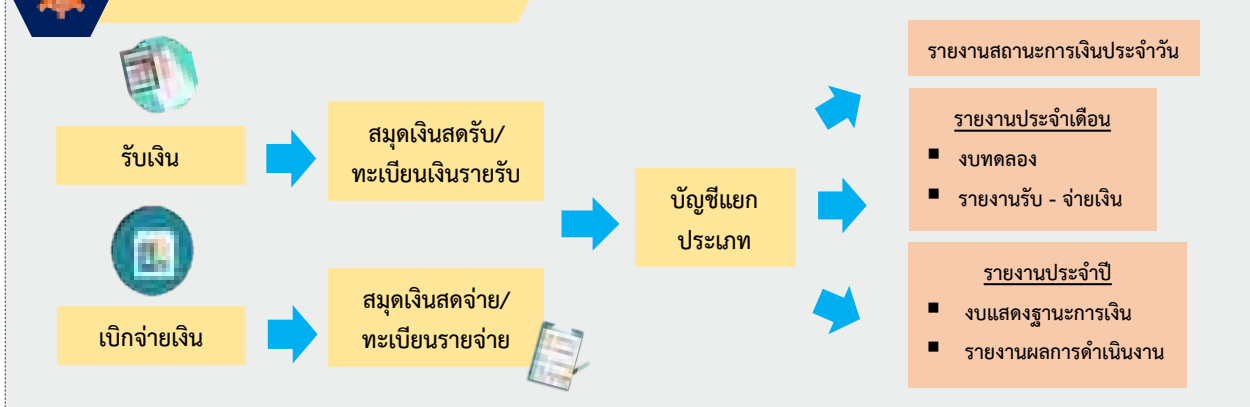 รับเงิน
สมุดเงินสดรับ/
ทะเบียนเงินรายรับ
เบิกจ่ายเงิน
สมุดเงินสดจ่าย/
ทะเบียนรายจ่าย
บัญชีแยก
ประเภท
รายงานสถานะการเงินประจำวัน
รายงานประจำเดือน
▪ งบทดลอง
▪ รายงานรับ - จ่ายเงิน
รายงานประจำปี
▪ งบแสดงฐานะการเงิน
▪ รายงานผลการดำเนินงาน